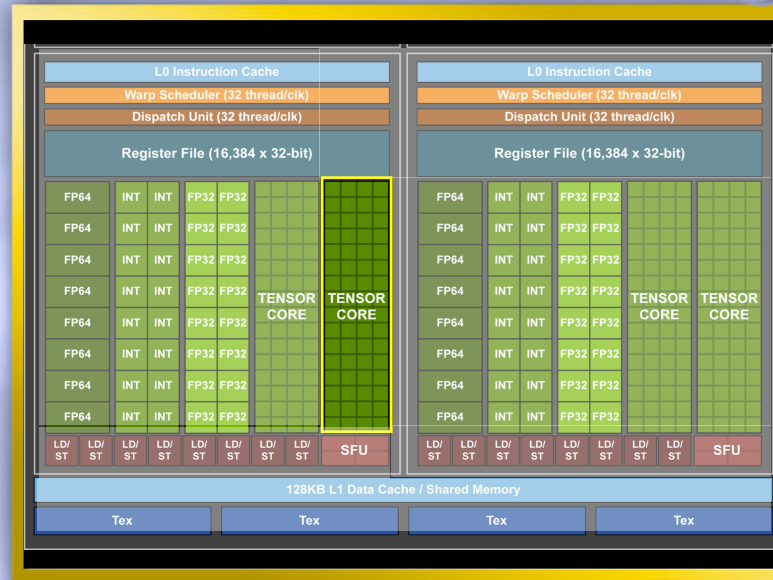 L0 Instruction Cache
Warp Scheduler (32 thread/clk)
Dispatch Unit (32 thread/clk)
Register File (16,384 x 32-bit)
FP64 INT INT FP32 FP32
FP64 INT INT FP32 FP32
FP64 INT INT FP32 FP32
FP64 INT INT FP32 FP32
FP64 INT INT FP32 FP32
FP64 INT INT FP32 FP32
FP64 INT INT FP32 FP32
FP64 INT INT FP32 FP32
TENSOR CORE
TENSOR CORE
LD/ST LD/ST LD/ST LD/ST LD/ST LD/ST LD/ST LD/ST SFU
L0 Instruction Cache
Warp Scheduler (32 thread/clk)
Dispatch Unit (32 thread/clk)
Register File (16,384 x 32-bit)
FP64 INT INT FP32 FP32
FP64 INT INT FP32 FP32
FP64 INT INT FP32 FP32
FP64 INT INT FP32 FP32
FP64 INT INT FP32 FP32
FP64 INT INT FP32 FP32
FP64 INT INT FP32 FP32
FP64 INT INT FP32 FP32
TENSOR CORE
TENSOR CORE
LD/ST LD/ST LD/ST LD/ST LD/ST LD/ST LD/ST LD/ST SFU
128KB L1 Data Cache / Shared Memory
Tex Tex Tex Tex